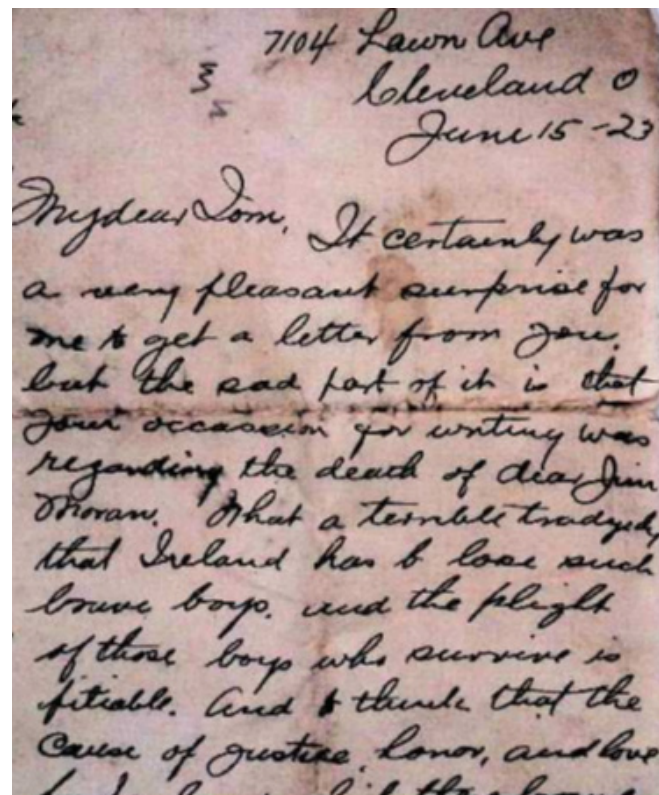 7104 Lawn Ave
Cleveland O
June 15 - 23
My dear Tom, It certainly was
a very pleasant surprise for
me to get a letter from you,
but the sad part of it is that
your occassion for writing was
regarding the death of dear Jim
Moran. What a terrible tradgedy
that Ireland has to lose such
brave boys. and the plight
of those boys who survive is
pitiable. And to think that the
cause of justice, honor, and love